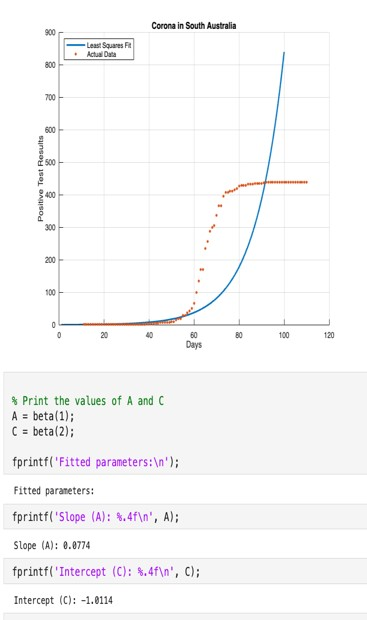 Corona in South Australia
Least Squares Fit
Actual Data
Positive Test Results
900
800
700
600
500
400
300
200
100
0
0 20 40 60 80 100 120
Days
% Print the values of A and C
A = beta(1);
C = beta(2);
fprintf('Fitted parameters:\n');
Fitted parameters:
fprintf('Slope (A): %.4f\n', A);
Slope (A): 0.0774
fprintf('Intercept (C): %.4f\n', C);
Intercept (C): -1.0114